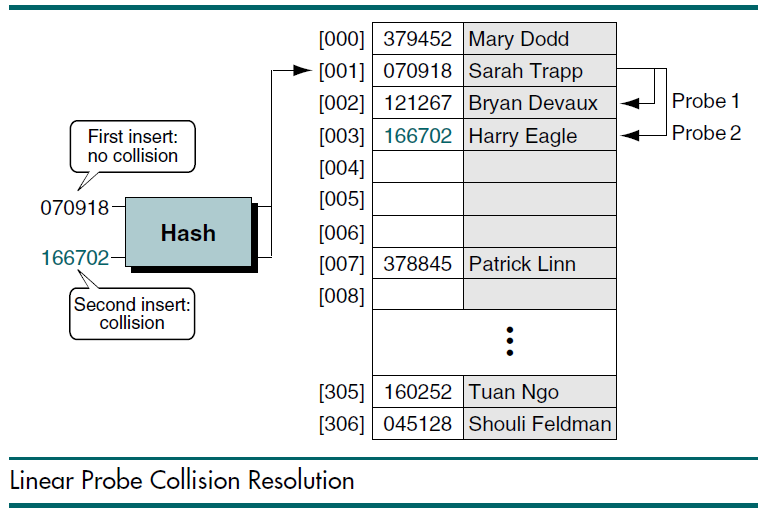 [000] 379452 Mary Dodd
[001] 070918 Sarah Trapp
[002] 121267 Bryan Devaux
Probe 1
[003] 166702 Harry Eagle
Probe 2
First insert:
no collision
[004]
[005]
070918
[006]
Hash
166702
[007] 378845 Patrick Linn
[008]
Second insert:
collision
[305] 160252 Tuan Ngo
[306] 045128 Shouli Feldman
Linear Probe Collision Resolution